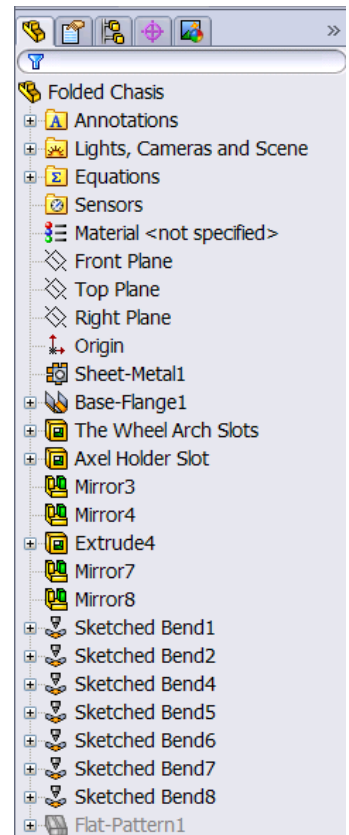 »
Folded Chasis
A Annotations
Lights, Cameras and Scene
Σ Equations
Sensors
Material <not specified>
Front Plane
Top Plane
Right Plane
Origin
Sheet-Metal1
Base-Flange1
The Wheel Arch Slots
Axel Holder Slot
Mirror3
Mirror4
Extrude4
Mirror7
Mirror8
Sketched Bend1
Sketched Bend2
Sketched Bend4
Sketched Bend5
Sketched Bend6
Sketched Bend7
Sketched Bend8
Flat-Pattern1